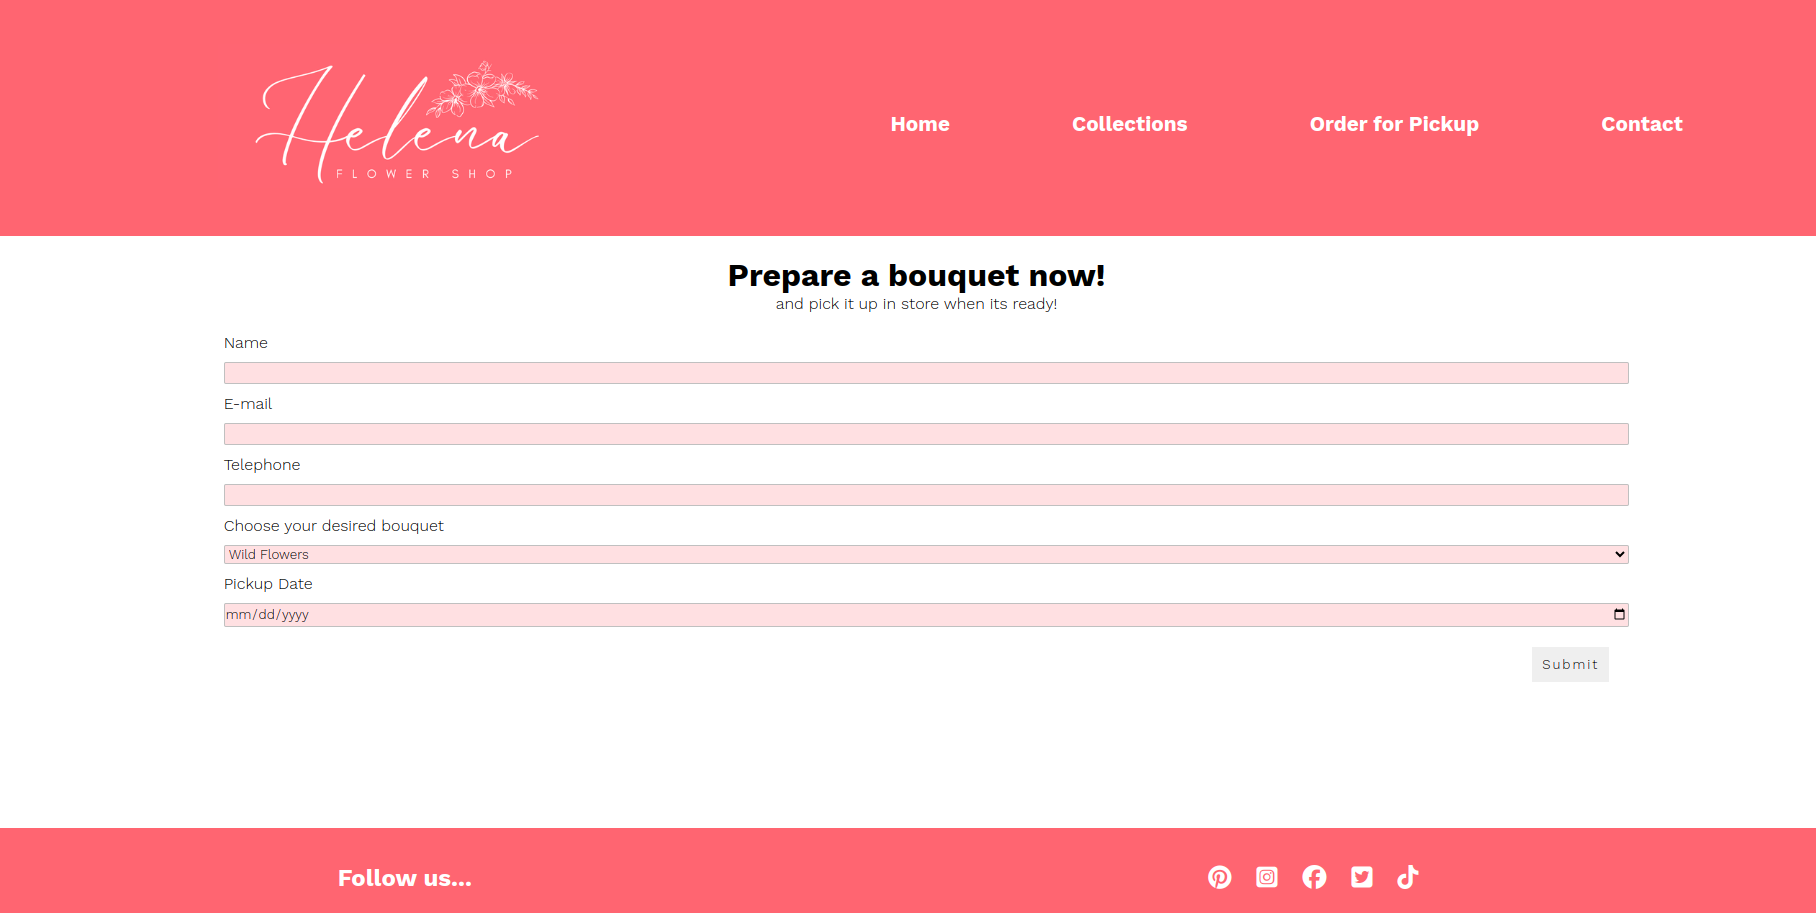 Helena
FLOWER SHOP
Home Collections Order for Pickup Contact
Prepare a bouquet now!
and pick it up in store when its ready!
Name
E-mail
Telephone
Choose your desired bouquet
Wild Flowers
Pickup Date
mm/dd/yyyy
Submit
Follow us...